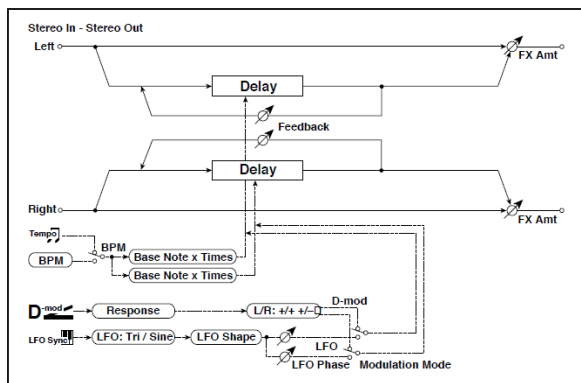 Stereo In - Stereo Out
Left
FX Amt
Delay
Feedback
Delay
Right
FX Amt
Tempo
BPM
BPM
Base Note x Times
Base Note x Times
D-mod
D-mod
Response
L/R: +/+ +/–
LFO
LFO Sync
LFO: Tri / Sine
LFO Shape
LFO Phase
Modulation Mode